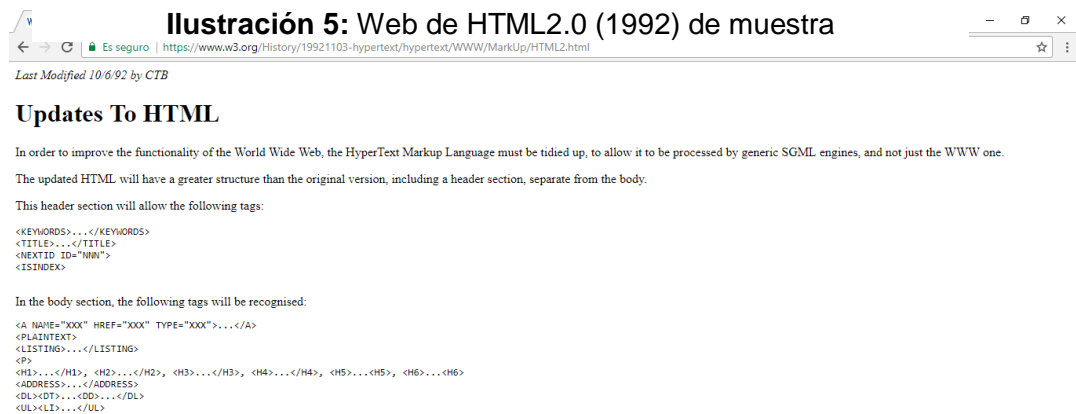 Ilustración 5: Web de HTML2.0 (1992) de muestra
Es seguro | https://www.w3.org/History/19921103-hypertext/hypertext/WWW/MarkUp/HTML2.html
Last Modified 10/6/92 by CTB
Updates To HTML
In order to improve the functionality of the World Wide Web, the HyperText Markup Language must be tidied up, to allow it to be processed by generic SGML engines, and not just the WWW one.
The updated HTML will have a greater structure than the original version, including a header section, separate from the body.
This header section will allow the following tags:
<KEYWORDS>...</KEYWORDS>
<TITLE>...</TITLE>
<NEXTID ID="NNN">
<ISINDEX>
In the body section, the following tags will be recognised:
<A NAME="XXX" HREF="XXX" TYPE="XXX">...</A>
<PLAINTEXT>
<LISTING>...</LISTING>
<P>
<H1>...</H1>, <H2>...</H2>, <H3>...</H3>, <H4>...</H4>, <H5>...<H5>, <H6>...<H6>
<ADDRESS>...</ADDRESS>
<DL><DT>...<DD>...</DL>
<UL><LI>...</UL>